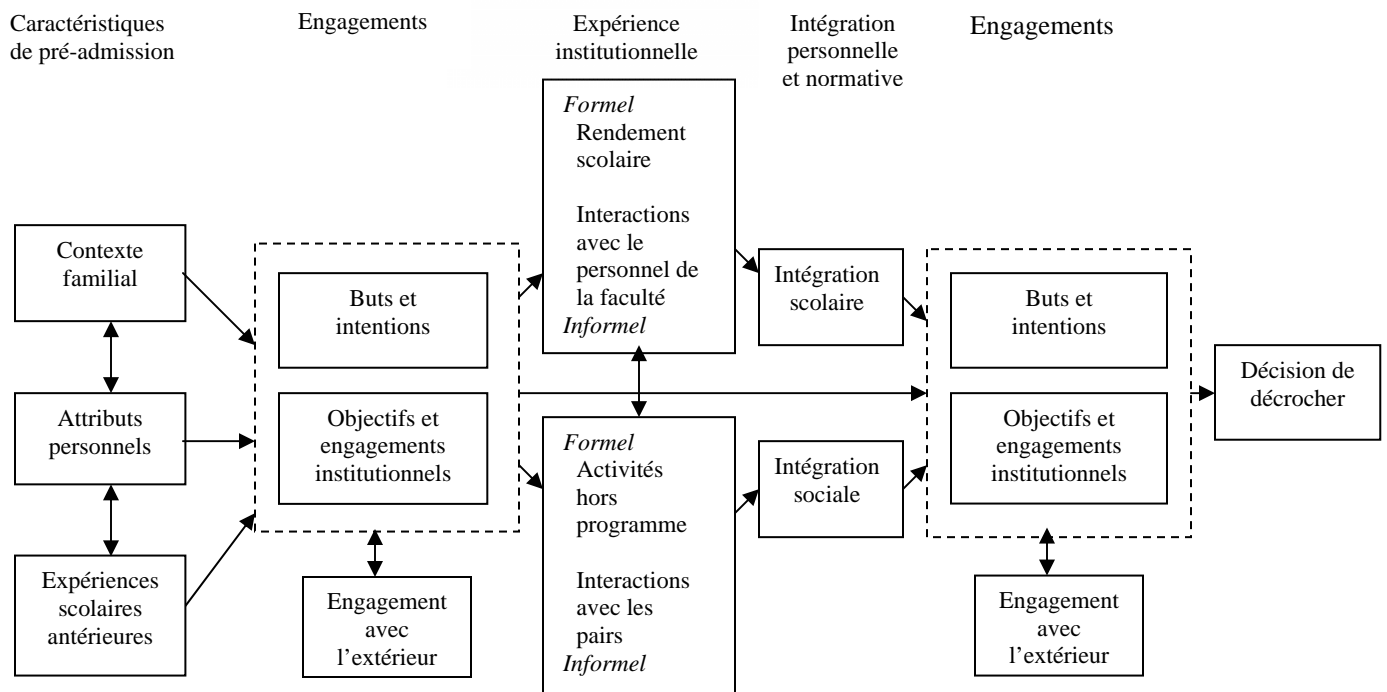 Caractéristiques
de pré-admission
Engagements
Expérience
institutionnelle
Intégration
personnelle
et normative
Engagements
Contexte
familial
Attributs
personnels
Expériences
scolaires
antérieures
Buts et
intentions
Objectifs et
engagements
institutionnels
Engagement
avec
l'extérieur
Formel
Rendement
scolaire
Interactions
avec le
personnel de
la faculté
Informel
Formel
Activités
hors
programme
Interactions
avec les
pairs
Informel
Intégration
scolaire
Intégration
sociale
Buts et
intentions
Objectifs et
engagements
institutionnels
Engagement
avec
l'extérieur
Décision de
décrocher